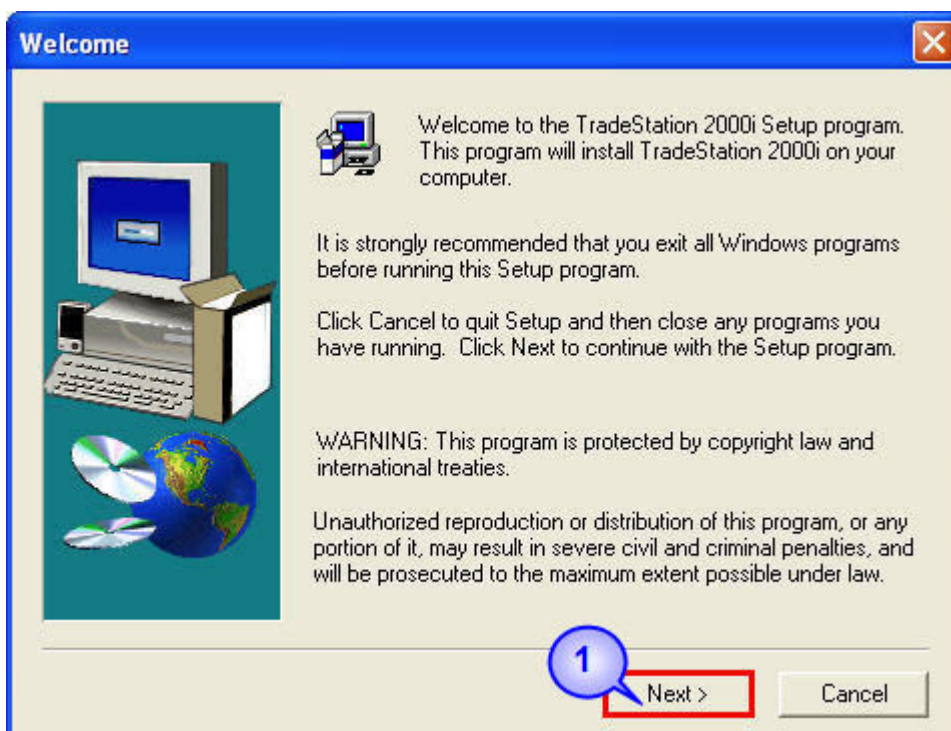 Welcome
Welcome to the TradeStation 2000i Setup program.
This program will install TradeStation 2000i on your
computer.
It is strongly recommended that you exit all Windows programs
before running this Setup program.
Click Cancel to quit Setup and then close any programs you
have running.  Click Next to continue with the Setup program.
WARNING: This program is protected by copyright law and
international treaties.
Unauthorized reproduction or distribution of this program, or any
portion of it, may result in severe civil and criminal penalties, and
will be prosecuted to the maximum extent possible under law.
1
Next > Cancel